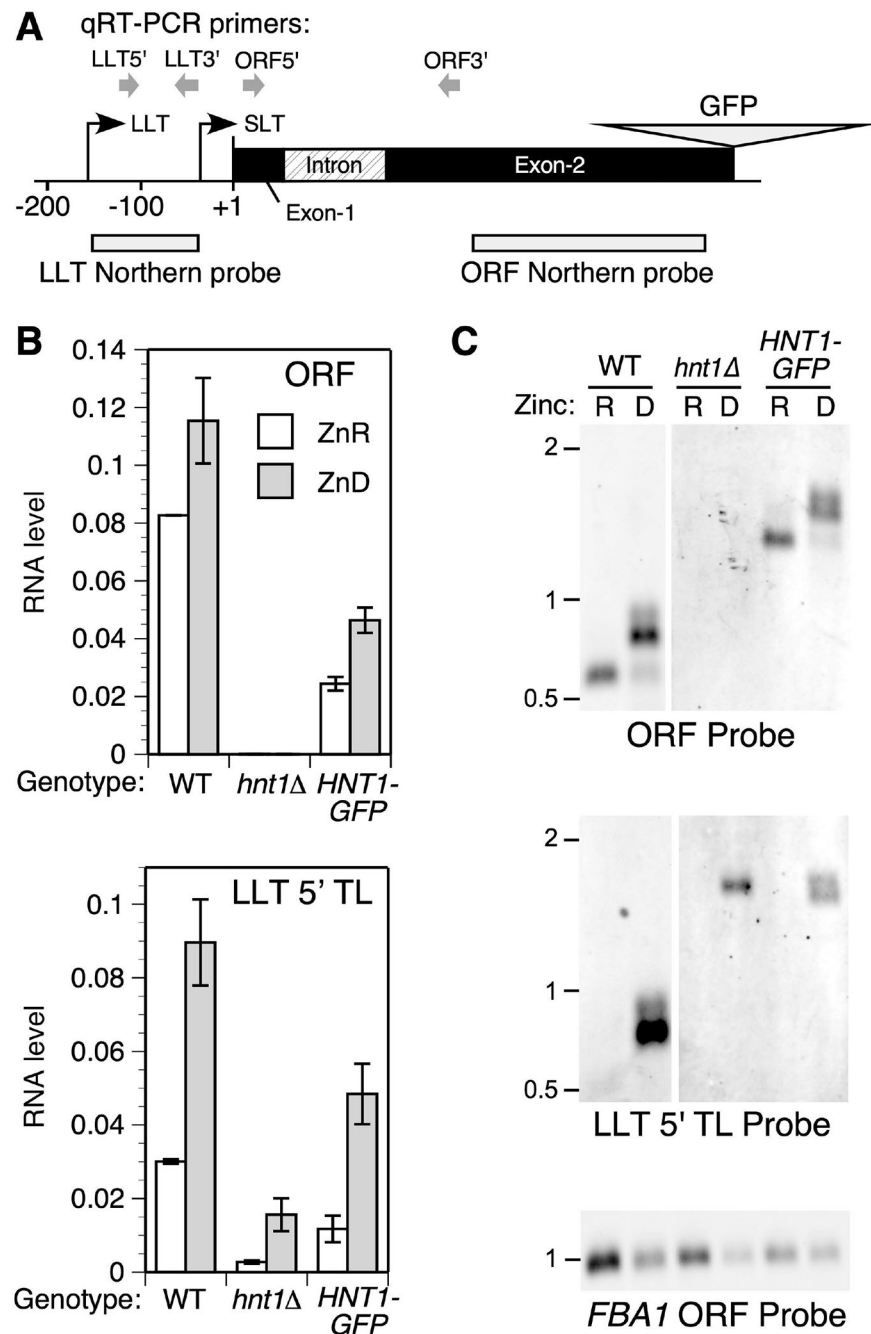 A
qRT-PCR primers:
LLT5' LLT3' ORF5' ORF3'
GFP
LLT SLT
Intron Exon-2
-200 -100 +1 Exon-1
LLT Northern probe ORF Northern probe
B
0.14
ORF
0.12
ZnR
0.1
ZnD
0.08
RNA level
0.06
0.04
0.02
0
Genotype: WT hnt1Δ HNT1-
GFP
LLT 5’ TL
0.1
0.08
0.06
RNA level
0.04
0.02
0
Genotype: WT hnt1Δ HNT1-
GFP
C
HNT1-
WT hnt1Δ GFP
Zinc: R D R D R D
2
1
0.5
ORF Probe
2
1
0.5
LLT 5' TL Probe
1
FBA1 ORF Probe